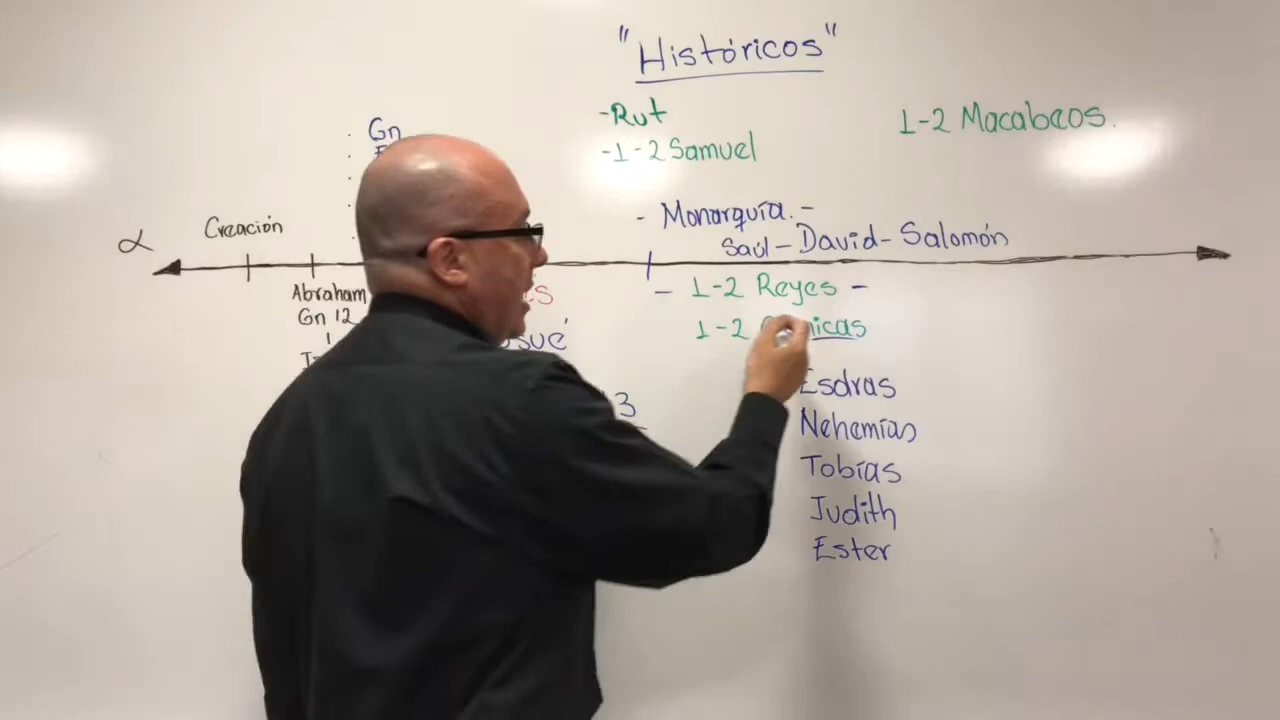 "Históricos"
-Rut
-1-2 Samuel
1-2 Macabeos.
Gn
- Monarquía. -
Saúl - David - Salomón
Creación
α
Abraham
Gn 12
- 1-2 Reyes -
1-2
3
Esdras
Nehemías
Tobías
Judith
Ester